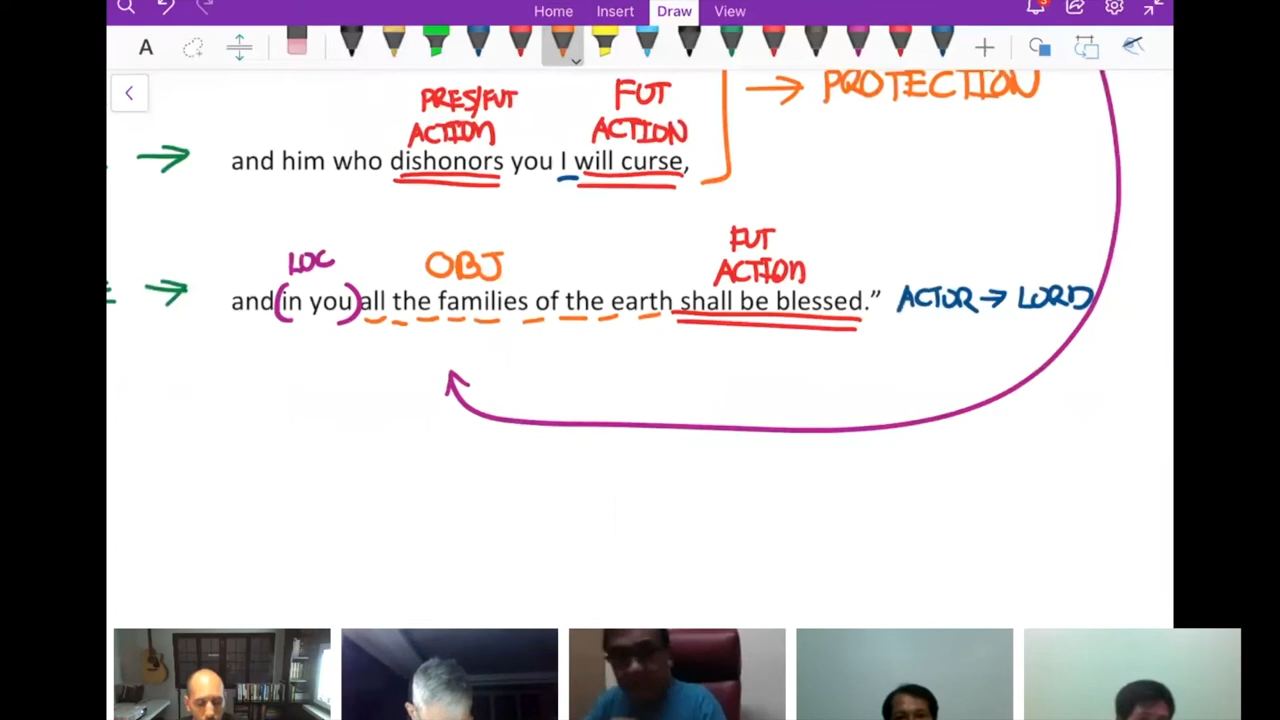 Home Insert Draw View
A
→ PROTECTION
PRES/FUT ACTION
FUT ACTION
and him who dishonors you I will curse,
FUT ACTION
LOC
OBJ
and (in you) all the families of the earth shall be blessed.” ACTOR → LORD